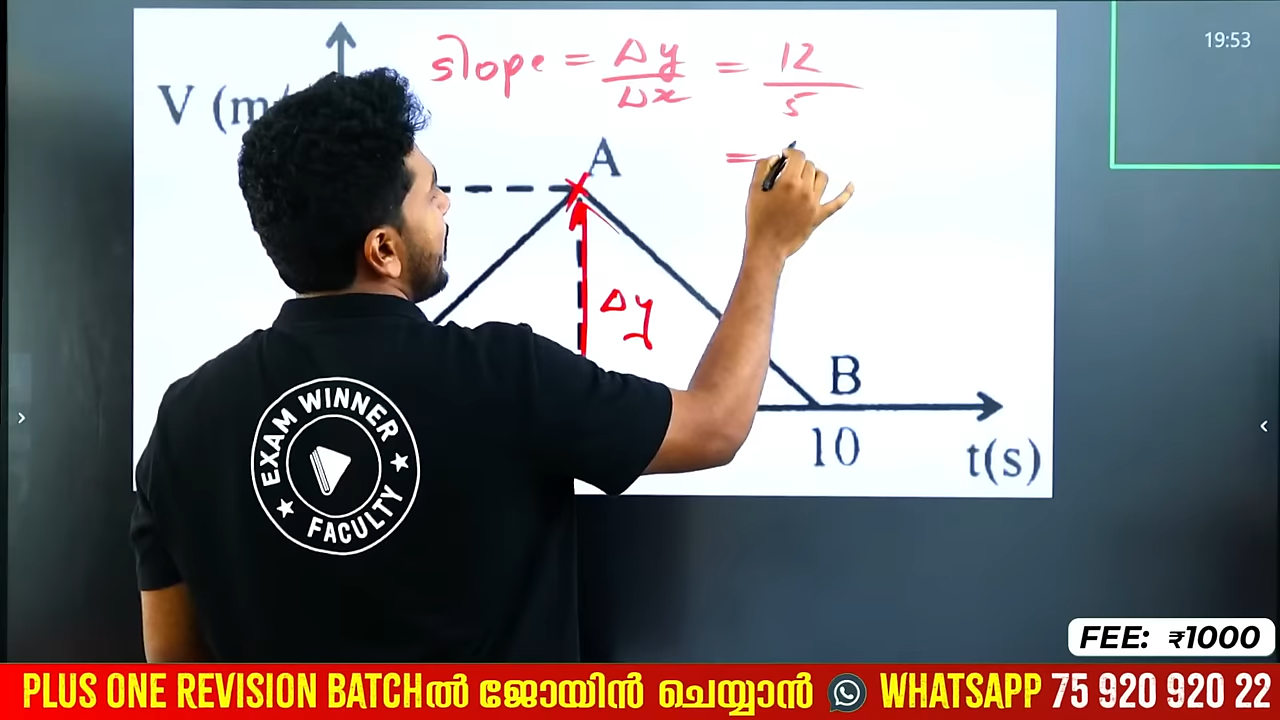 19:53
slope = Δy/Δx = 12/5
=
V (m/
A
Δy
B
10
t(s)
EXAM WINNER
FACULTY
FEE: ₹1000
PLUS ONE REVISION BATCHൽ ജോയിൻ ചെയ്യാൻ WHATSAPP 75 920 920 22